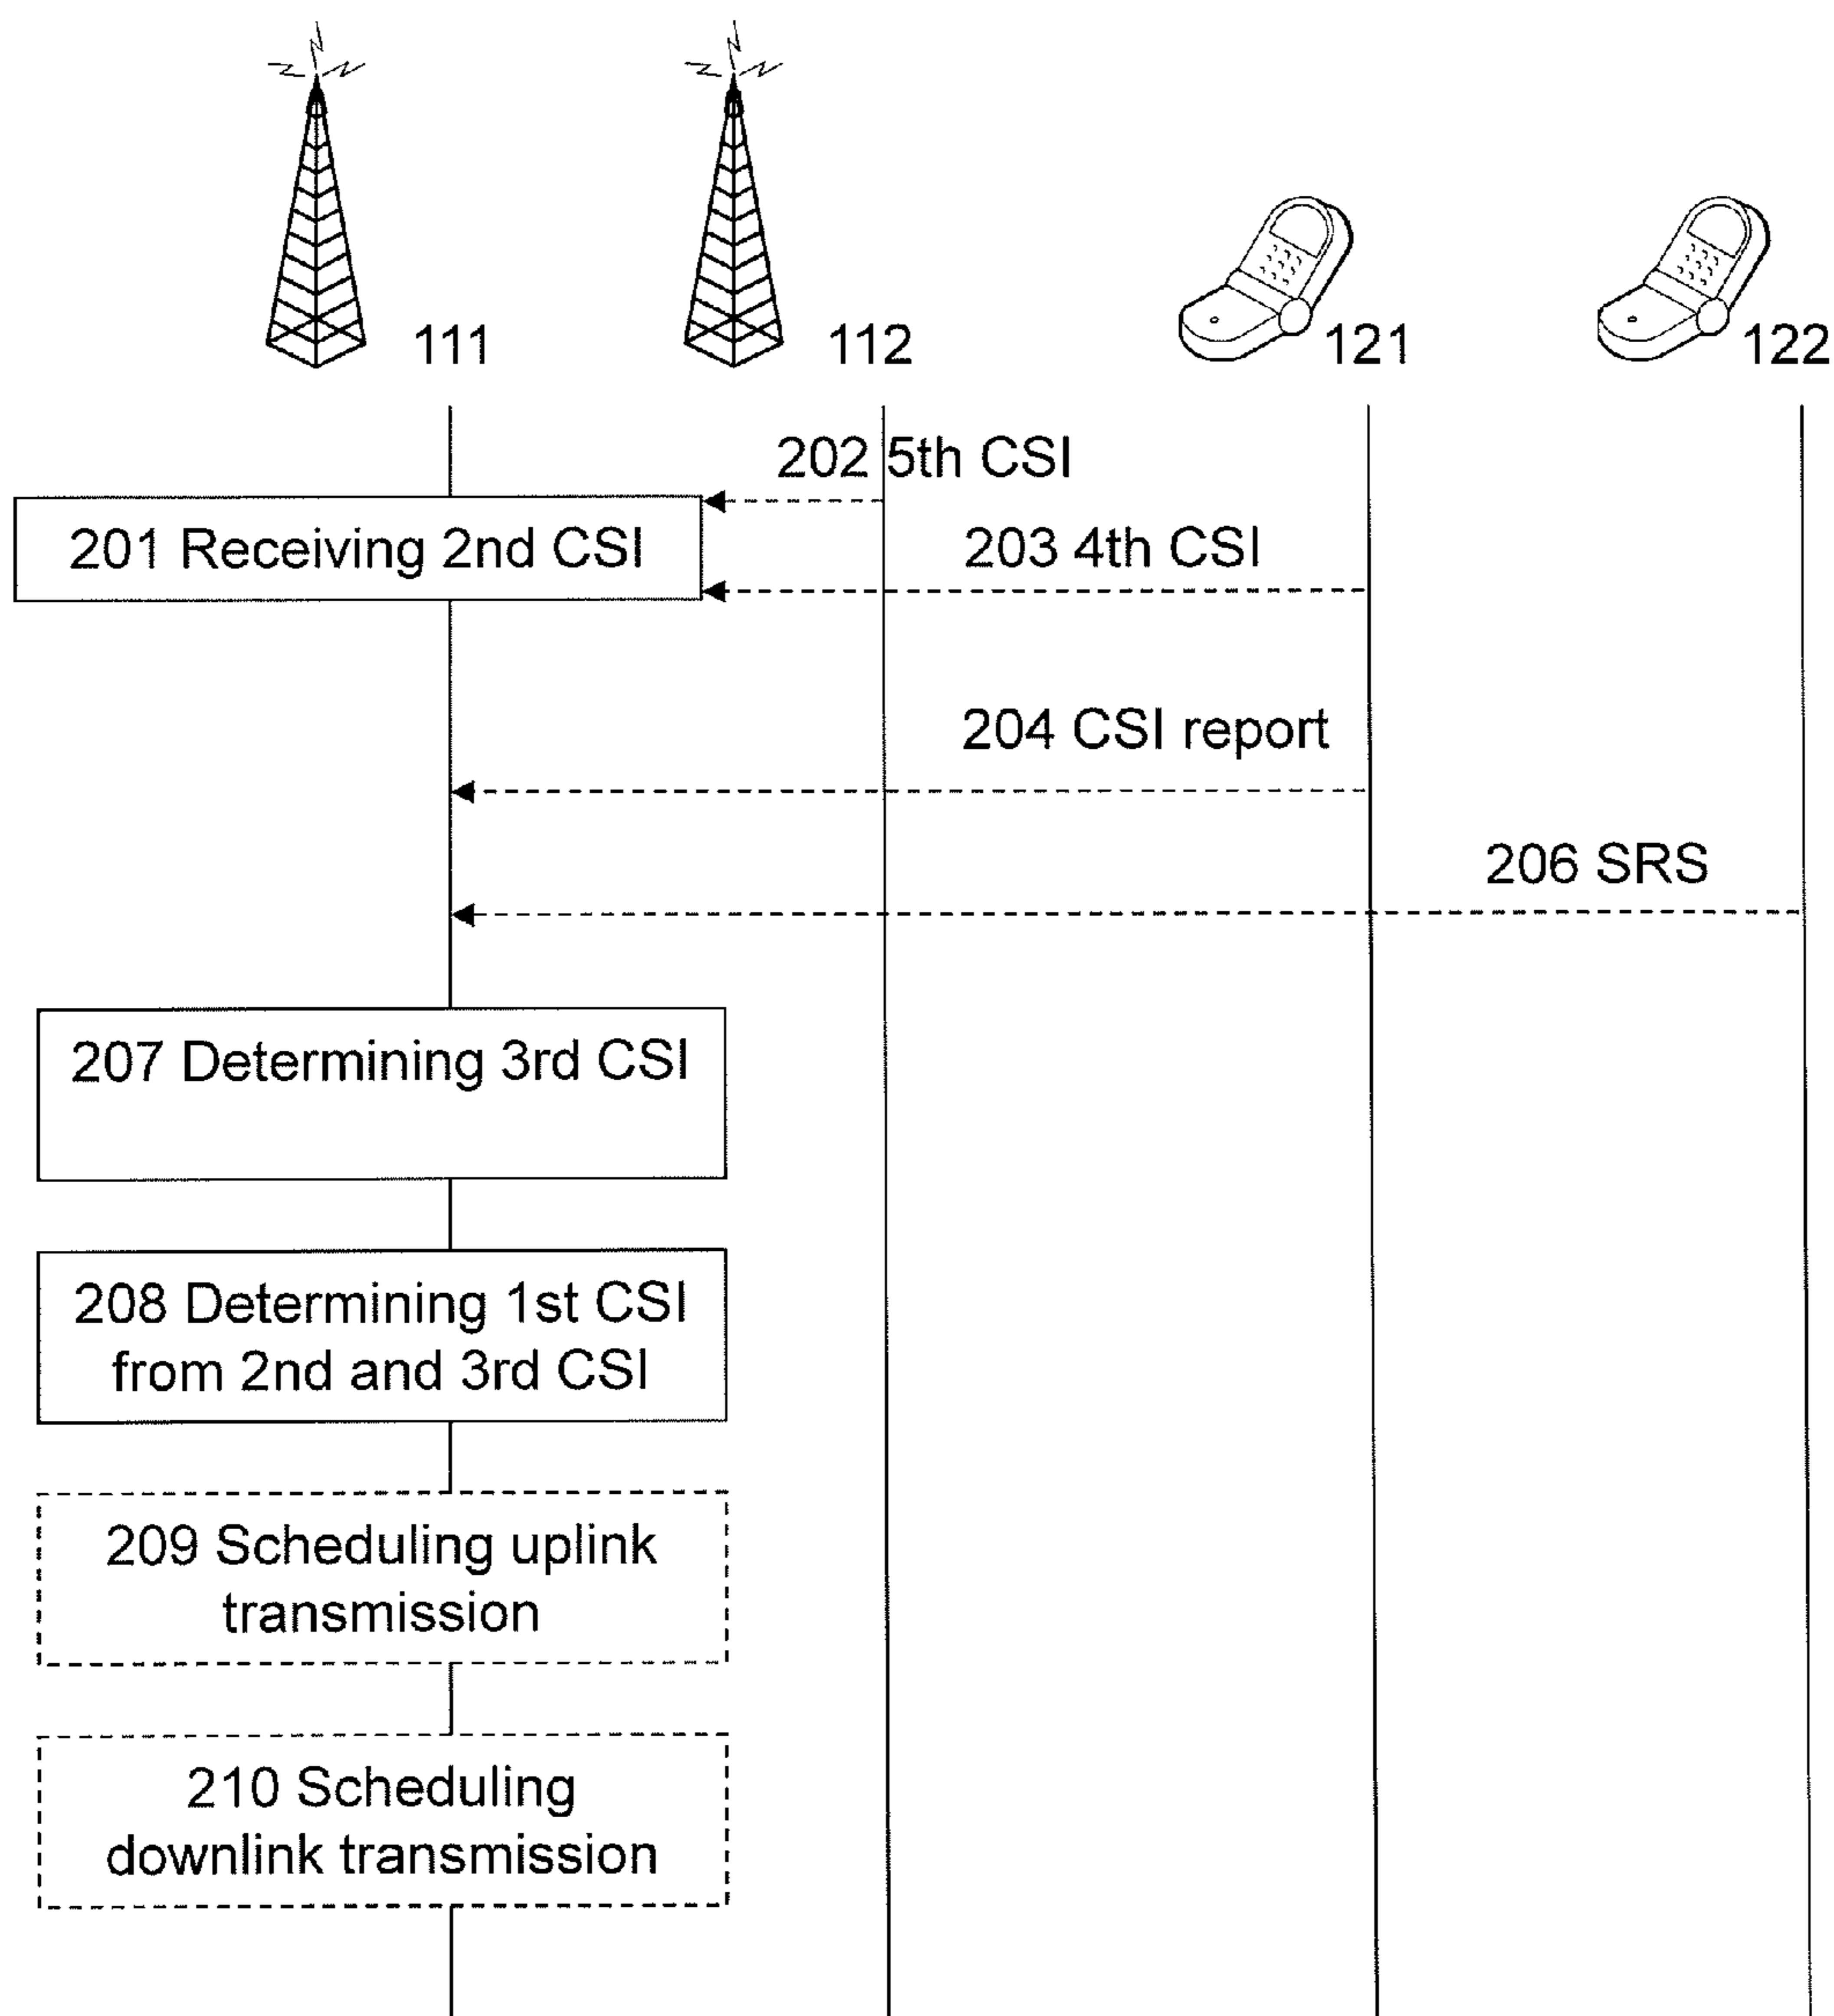 111
112
121
122
202 5th CSI
201 Receiving 2nd CSI
203 4th CSI
204 CSI report
206 SRS
207 Determining 3rd CSI
208 Determining 1st CSI
from 2nd and 3rd CSI
209 Scheduling uplink
transmission
210 Scheduling
downlink transmission